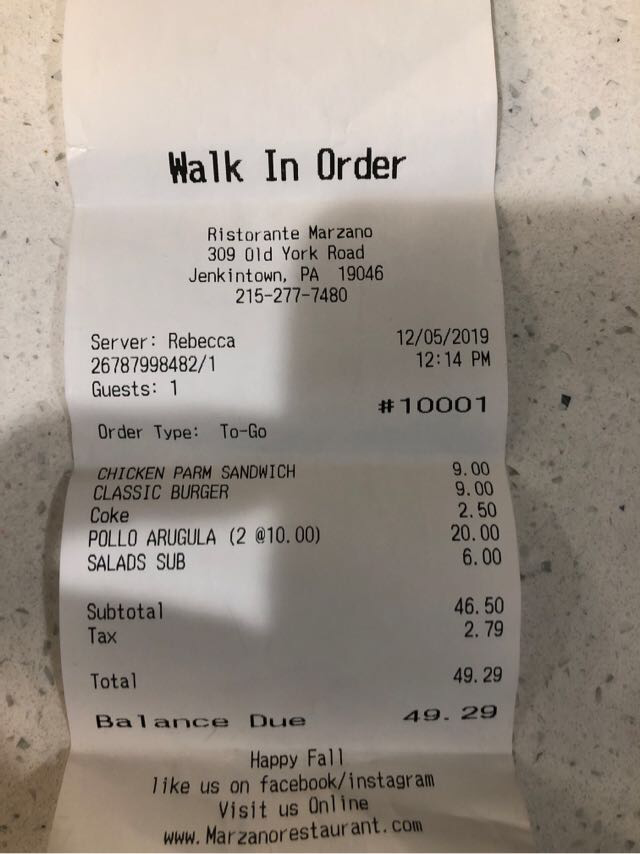 Walk In Order
Ristorante Marzano
309 Old York Road
Jenkintown, PA 19046
215-277-7480
Server: Rebecca 12/05/2019
26787998482/1 12:14 PM
Guests: 1
#10001
Order Type: To-Go
CHICKEN PARM SANDWICH 9.00
CLASSIC BURGER 9.00
Coke 2.50
POLLO ARUGULA (2 @10.00) 20.00
SALADS SUB 6.00
Subtotal 46.50
Tax 2.79
Total 49.29
Balance Due 49.29
Happy Fall
like us on facebook/instagram
Visit us Online
www.Marzanorestaurant.com